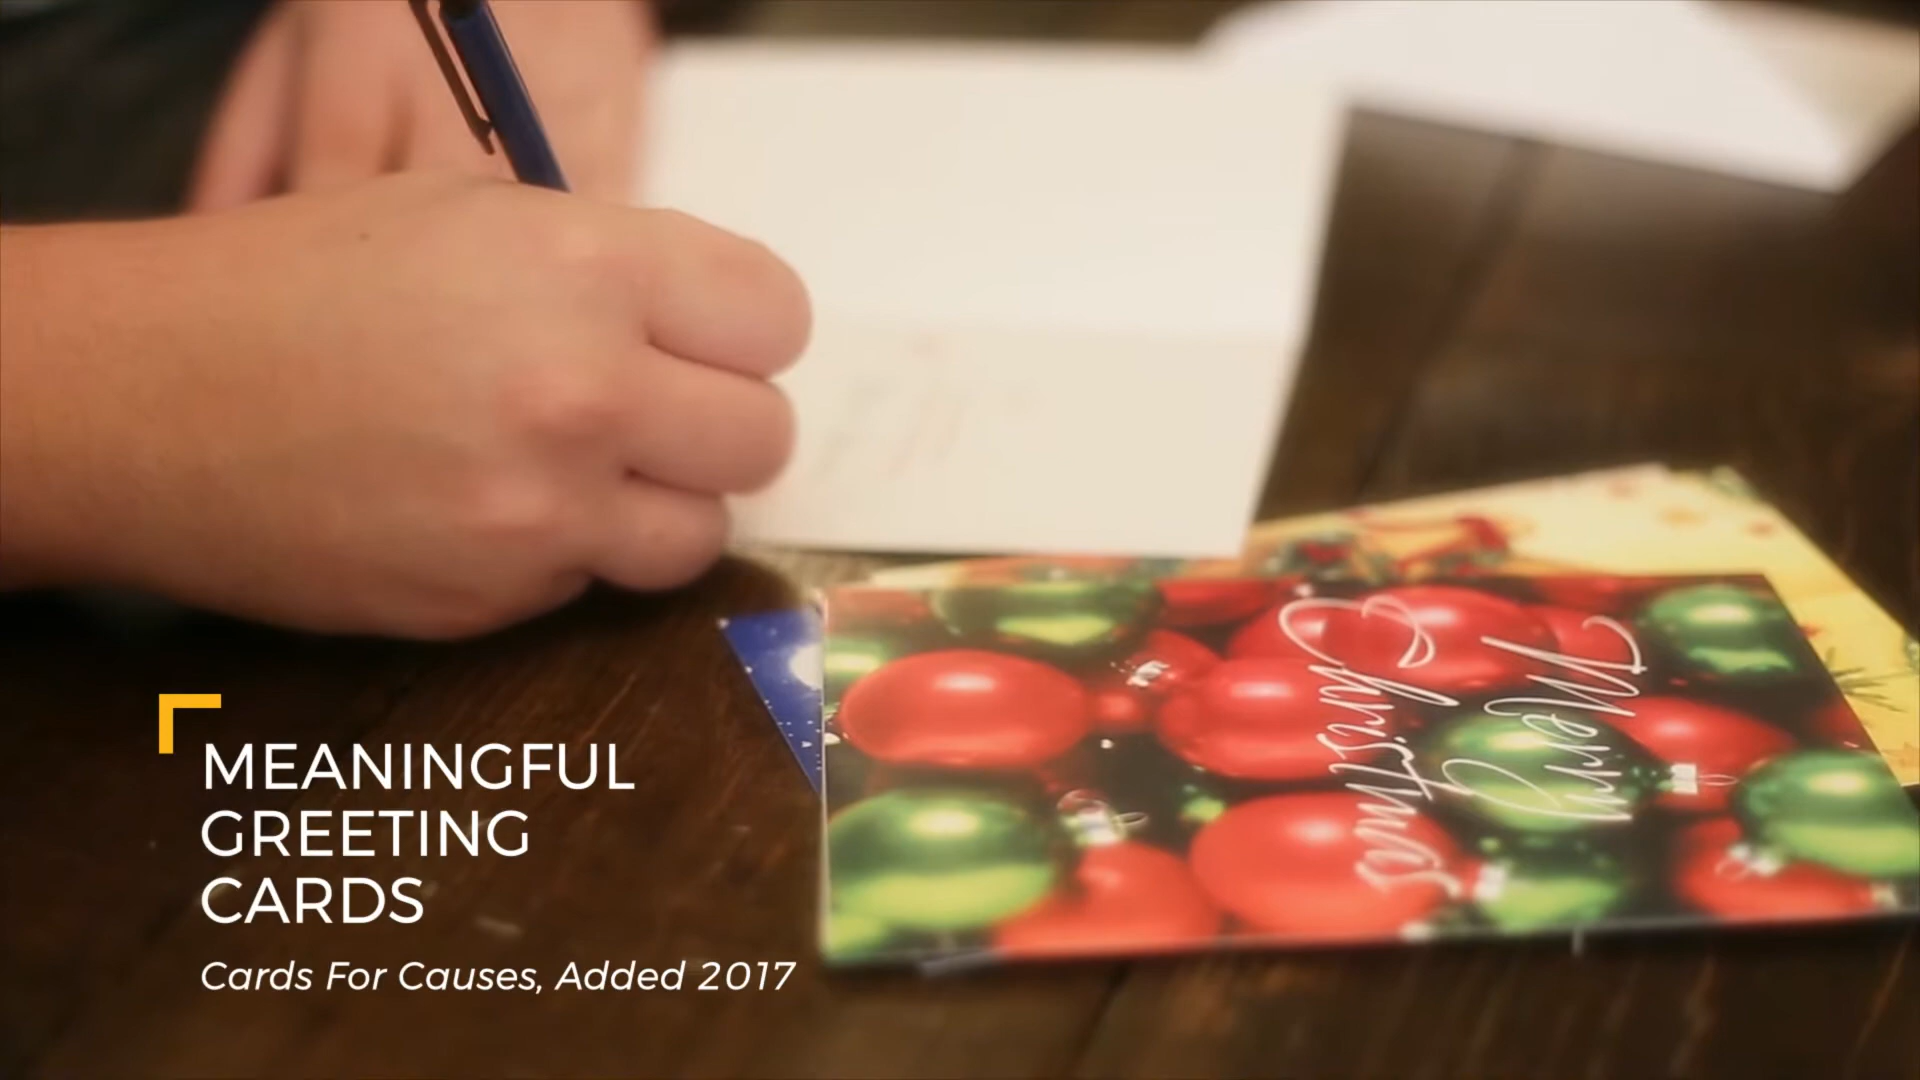 MEANINGFUL
GREETING
CARDS
Cards For Causes, Added 2017
Merry
Christmas